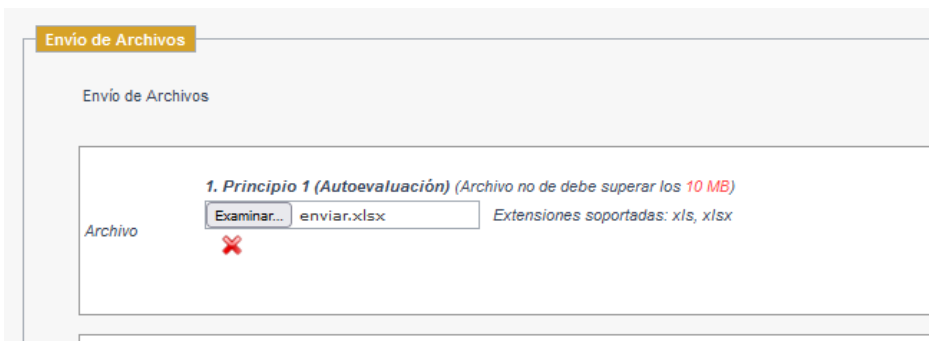 Envío de Archivos
Envío de Archivos
1. Principio 1 (Autoevaluación) (Archivo no de debe superar los 10 MB)
Archivo
Examinar... enviar.xlsx Extensiones soportadas: xls, xlsx